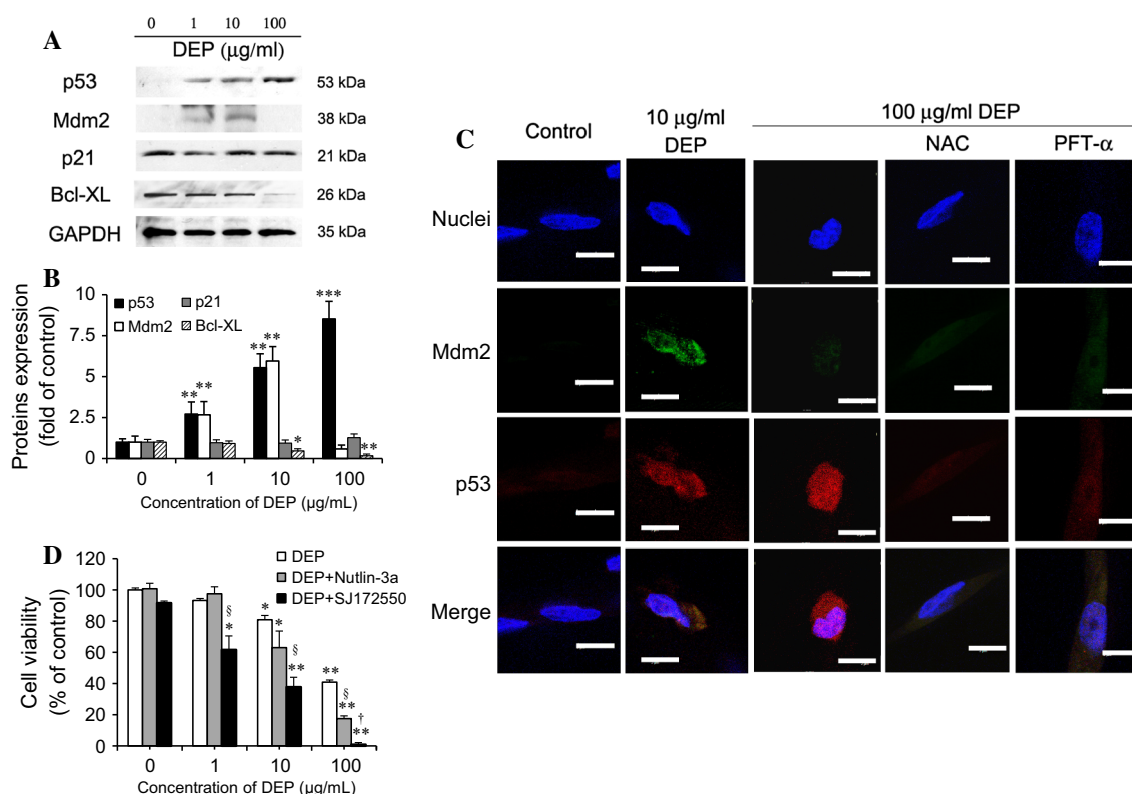 A
0 1 10 100
DEP (µg/ml)
p53 53 kDa
Mdm2 38 kDa
p21 21 kDa
Bcl-XL 26 kDa
GAPDH 35 kDa
B
Proteins expression
(fold of control)
10
7.5
5
2.5
0
p53 p21
Mdm2 Bcl-XL
** **
** ** *
*** **
0 1 10 100
Concentration of DEP (µg/mL)
D
Cell viability
(% of control)
120
100
80
60
40
20
0
DEP
DEP+Nutlin-3a
DEP+SJ172550
§
*
* * §
**
** §
** †
**
0 1 10 100
Concentration of DEP (µg/mL)
C
Control
10 µg/ml
DEP
100 µg/ml DEP
NAC PFT-α
Nuclei
Mdm2
p53
Merge